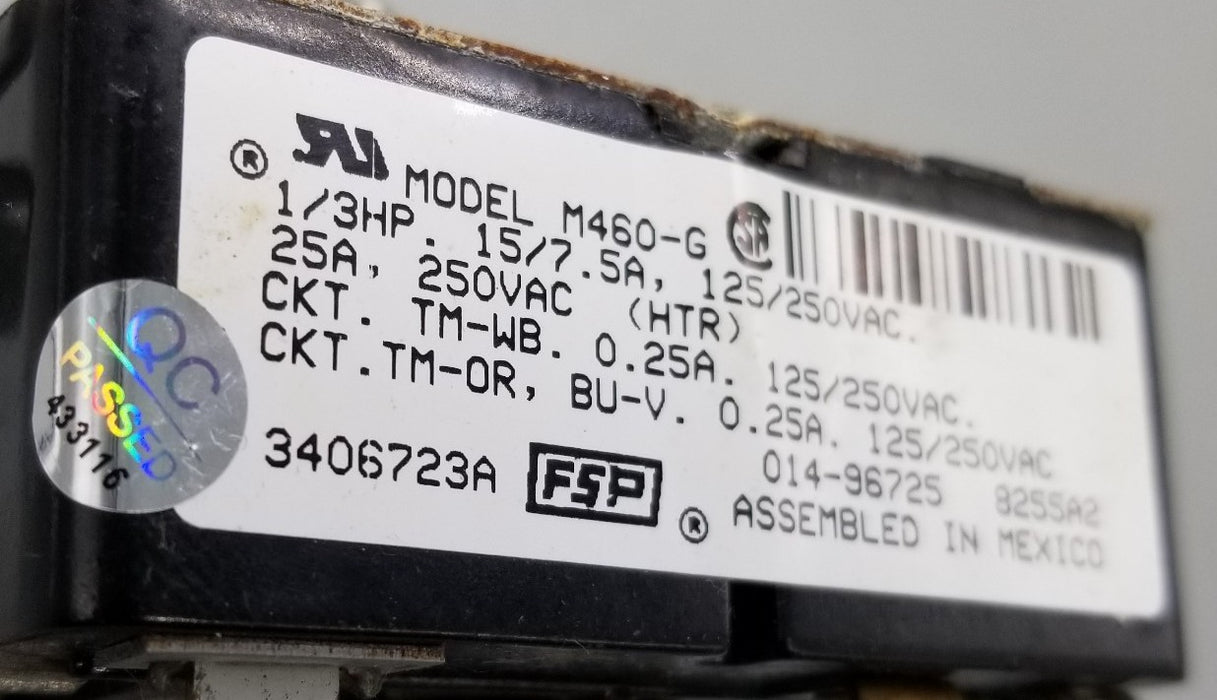 MODEL M460-G
1/3HP. 15/7.5A, 125/250VAC.
25A, 250VAC (HTR)
CKT. TM-WB. 0.25A. 125/250VAC.
CKT.TM-OR, BU-V. 0.25A. 125/250VAC
014-96725 8255A2
3406723A FSP ® ASSEMBLED IN MEXICO
QC
PASSED
433116